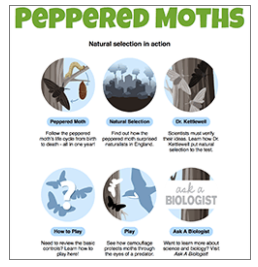 PEPPERED MOTHS
Natural selection in action
Peppered Moth
Natural Selection
Dr. Kettlewell
Follow the peppered
moth's life cycle from birth
to death - all in one year!
Find out how the
peppered moth surprised
naturalists in England.
Scientists must verify
their ideas. Learn how Dr.
Kettlewell put natural
selection to the test.
?
ask a
BIOLOGIST
How to Play
Play
Ask A Biologist
Need to review the basic
controls? Learn how to
play here!
See how camouflage
protects moths through
the eyes of a predator.
Want to learn more about
science and biology? Visit
Ask A Biologist!